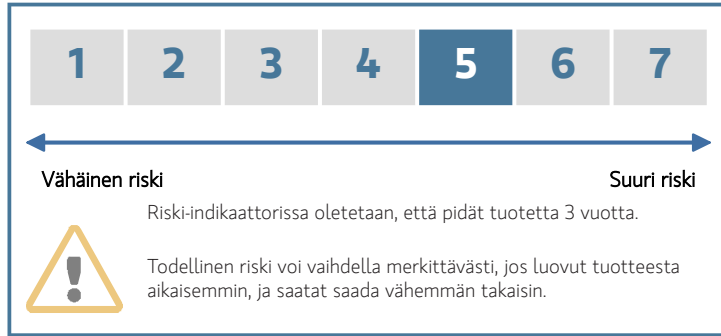 1 2 3 4 5 6 7
Vähäinen riski Suuri riski
Riski-indikaattorissa oletetaan, että pidät tuotetta 3 vuotta.
Todellinen riski voi vaihdella merkittävästi, jos luovut tuotteesta
aikaisemmin, ja saatat saada vähemmän takaisin.